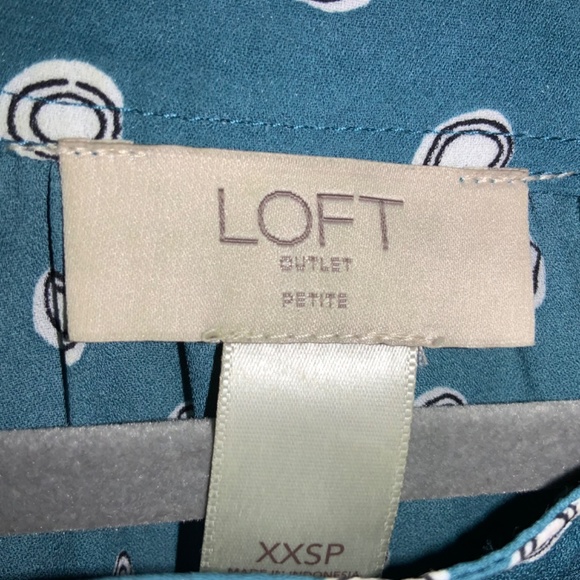 LOFT
OUTLET
PETITE
XXSP
MADE IN INDONESIA